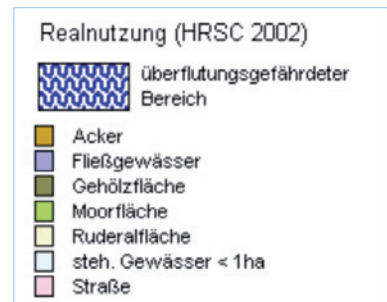 Realnutzung (HRSC 2002)
überflutungsgefährdeter
Bereich
Acker
Fließgewässer
Gehölzfläche
Moorfläche
Ruderalfläche
steh. Gewässer < 1ha
Straße